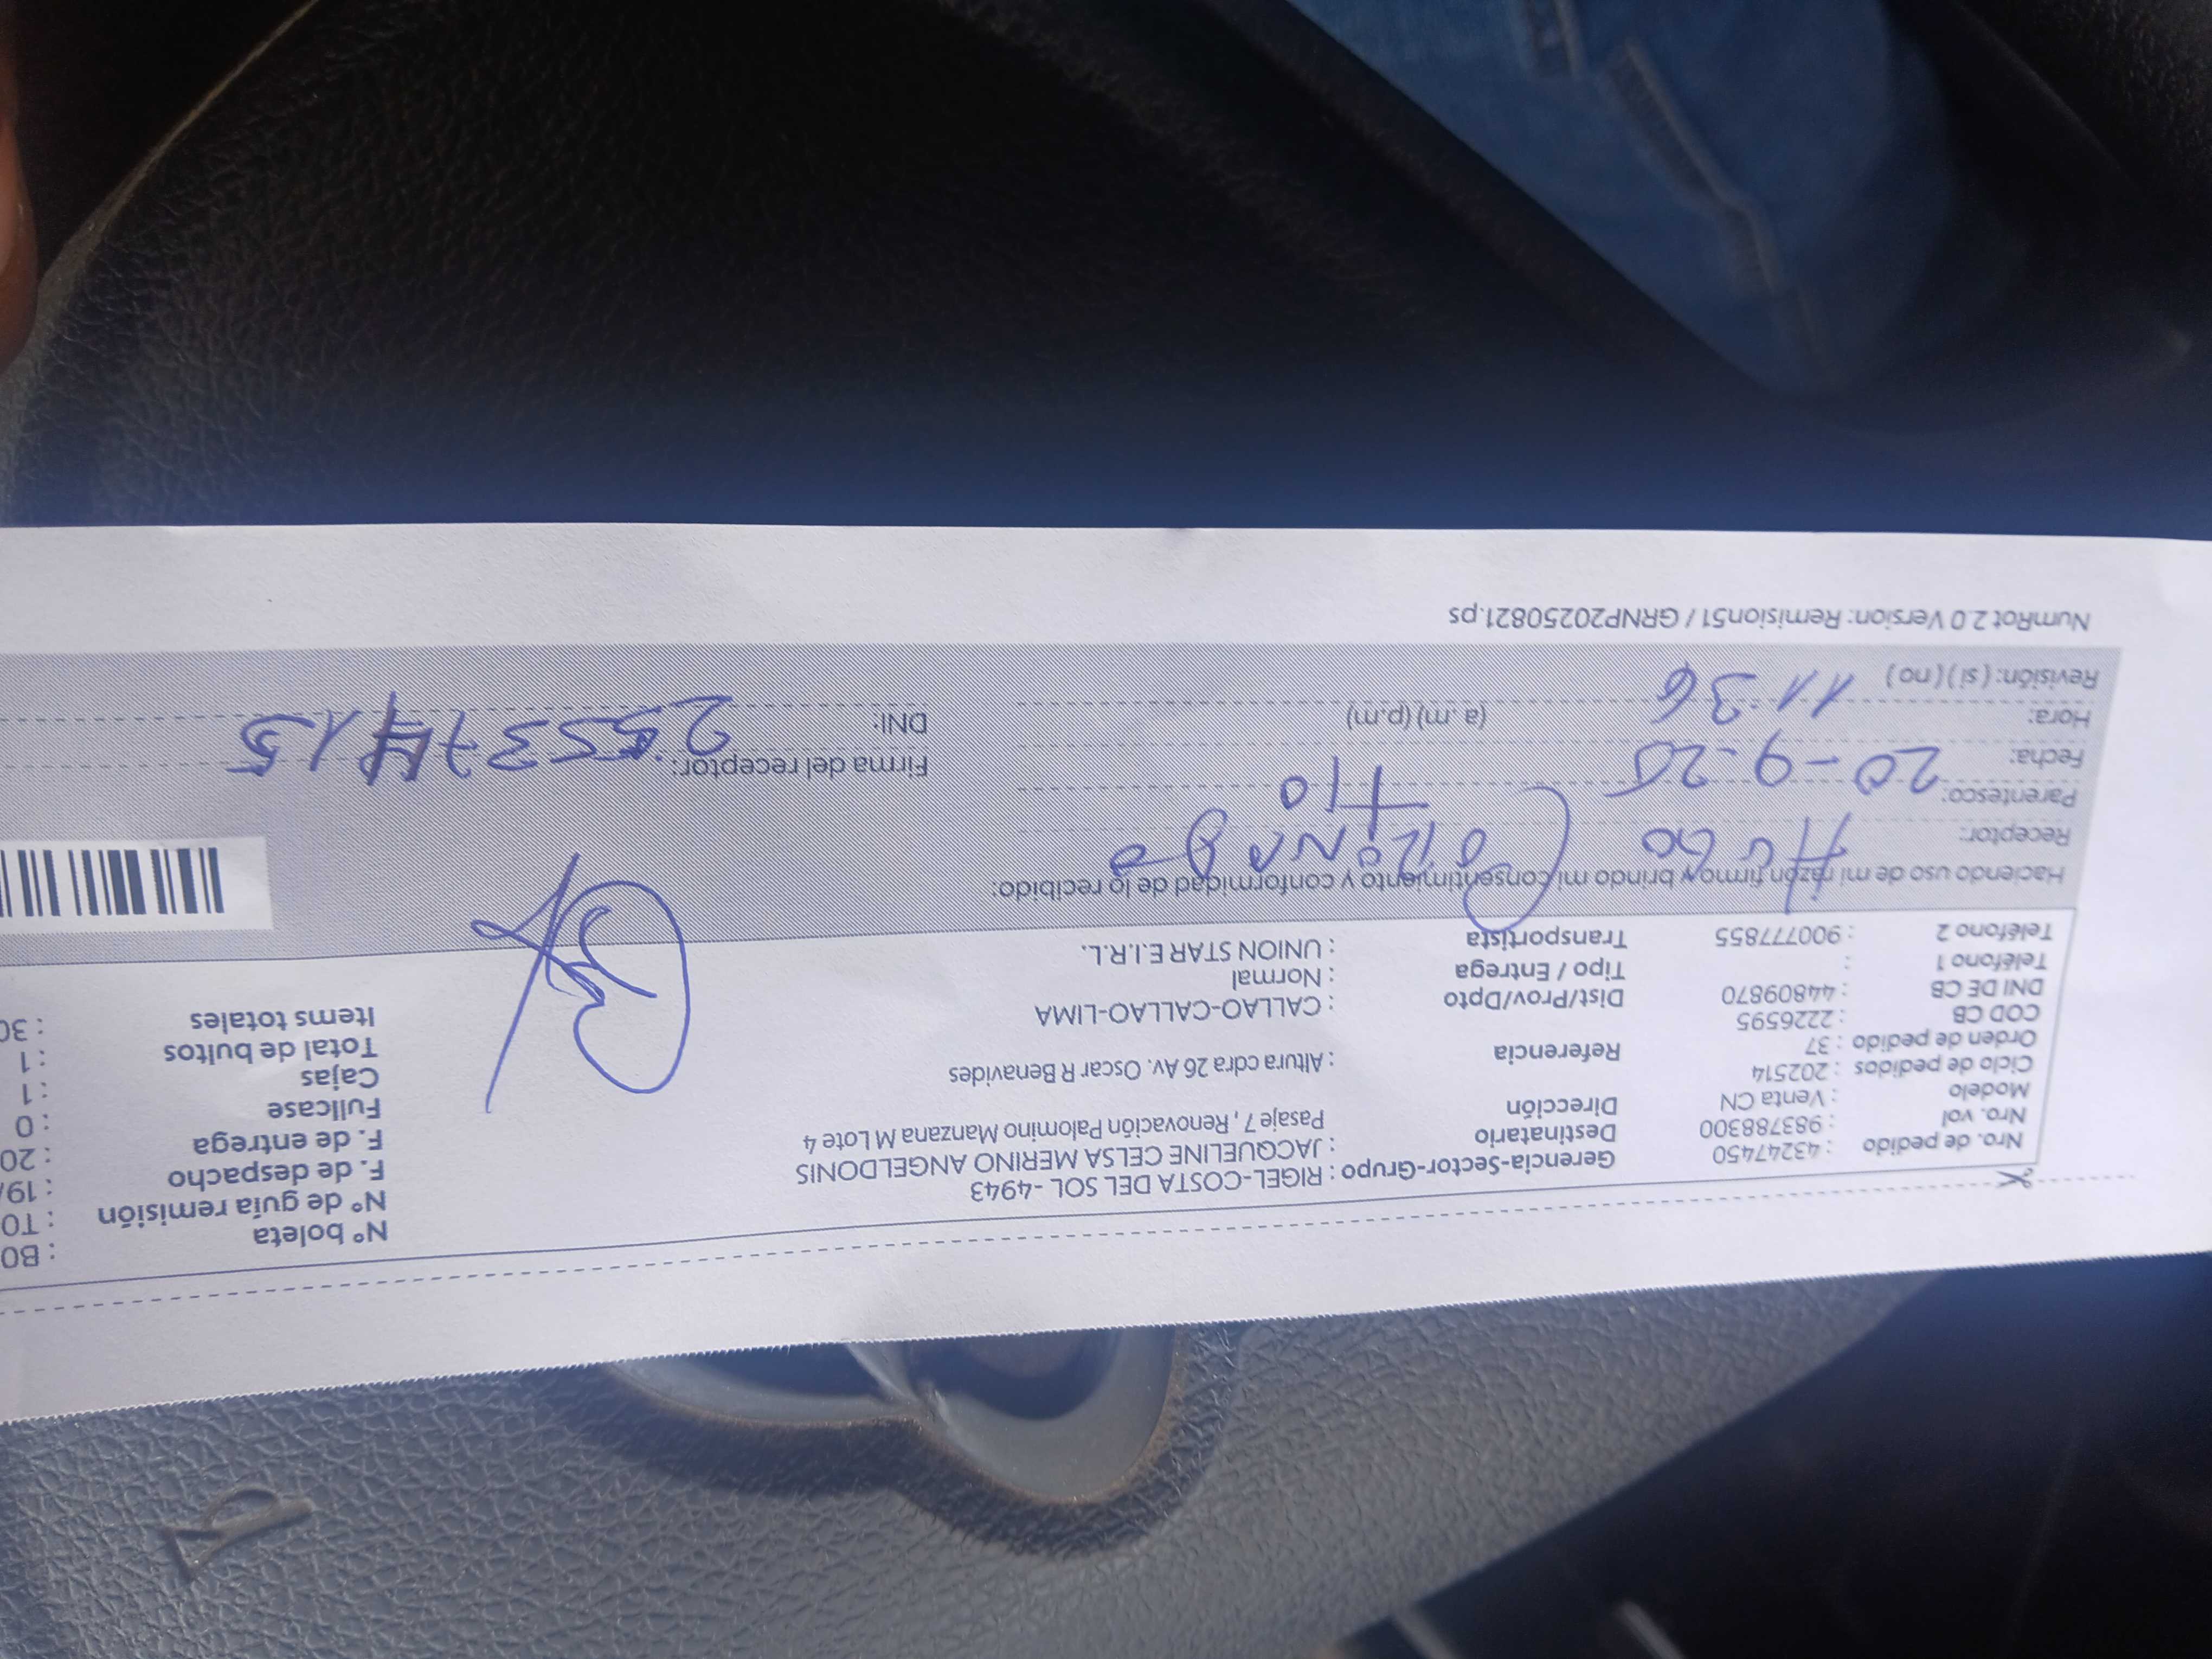 Nro. de pedido : 43247450 Gerencia-Sector-Grupo : RIGEL-COSTA DEL SOL -4943 Nº boleta : B0
Nro. vol : 983788300 Destinatario : JACQUELINE CELSA MERINO ANGELDONIS Nº de guía remisión : T0
Modelo : Venta CN Dirección Pasaje 7 , Renovación Palomino Manzana M Lote 4 F. de despacho : 19/
Ciclo de pedidos : 202514 F. de entrega : 20
Orden de pedido : 37 Referencia : Altura cdra 26 Av. Oscar R Benavides Fullcase : 0
COD CB : 2226595 Cajas : 1
DNI DE CB : 44809870 Dist/Prov/Dpto : CALLAO-CALLAO-LIMA Total de bultos : 1
Teléfono 1 : Tipo / Entrega : Normal Items totales : 30
Teléfono 2 : 900777855 Transportista : UNION STAR E.I.R.L.
Haciendo uso de mi razón firmo y brindo mi consentimiento y conformidad de lo recibido:
Receptor: Hugo
Parentesco: tio
Fecha: 20-9-25 Firma del receptor:
Hora: 11:36 (a. m) (p.m) DNI:
Revisión: ( si ) ( no )
NumRot 2.0 Version: Remision51 / GRNP20250821.ps